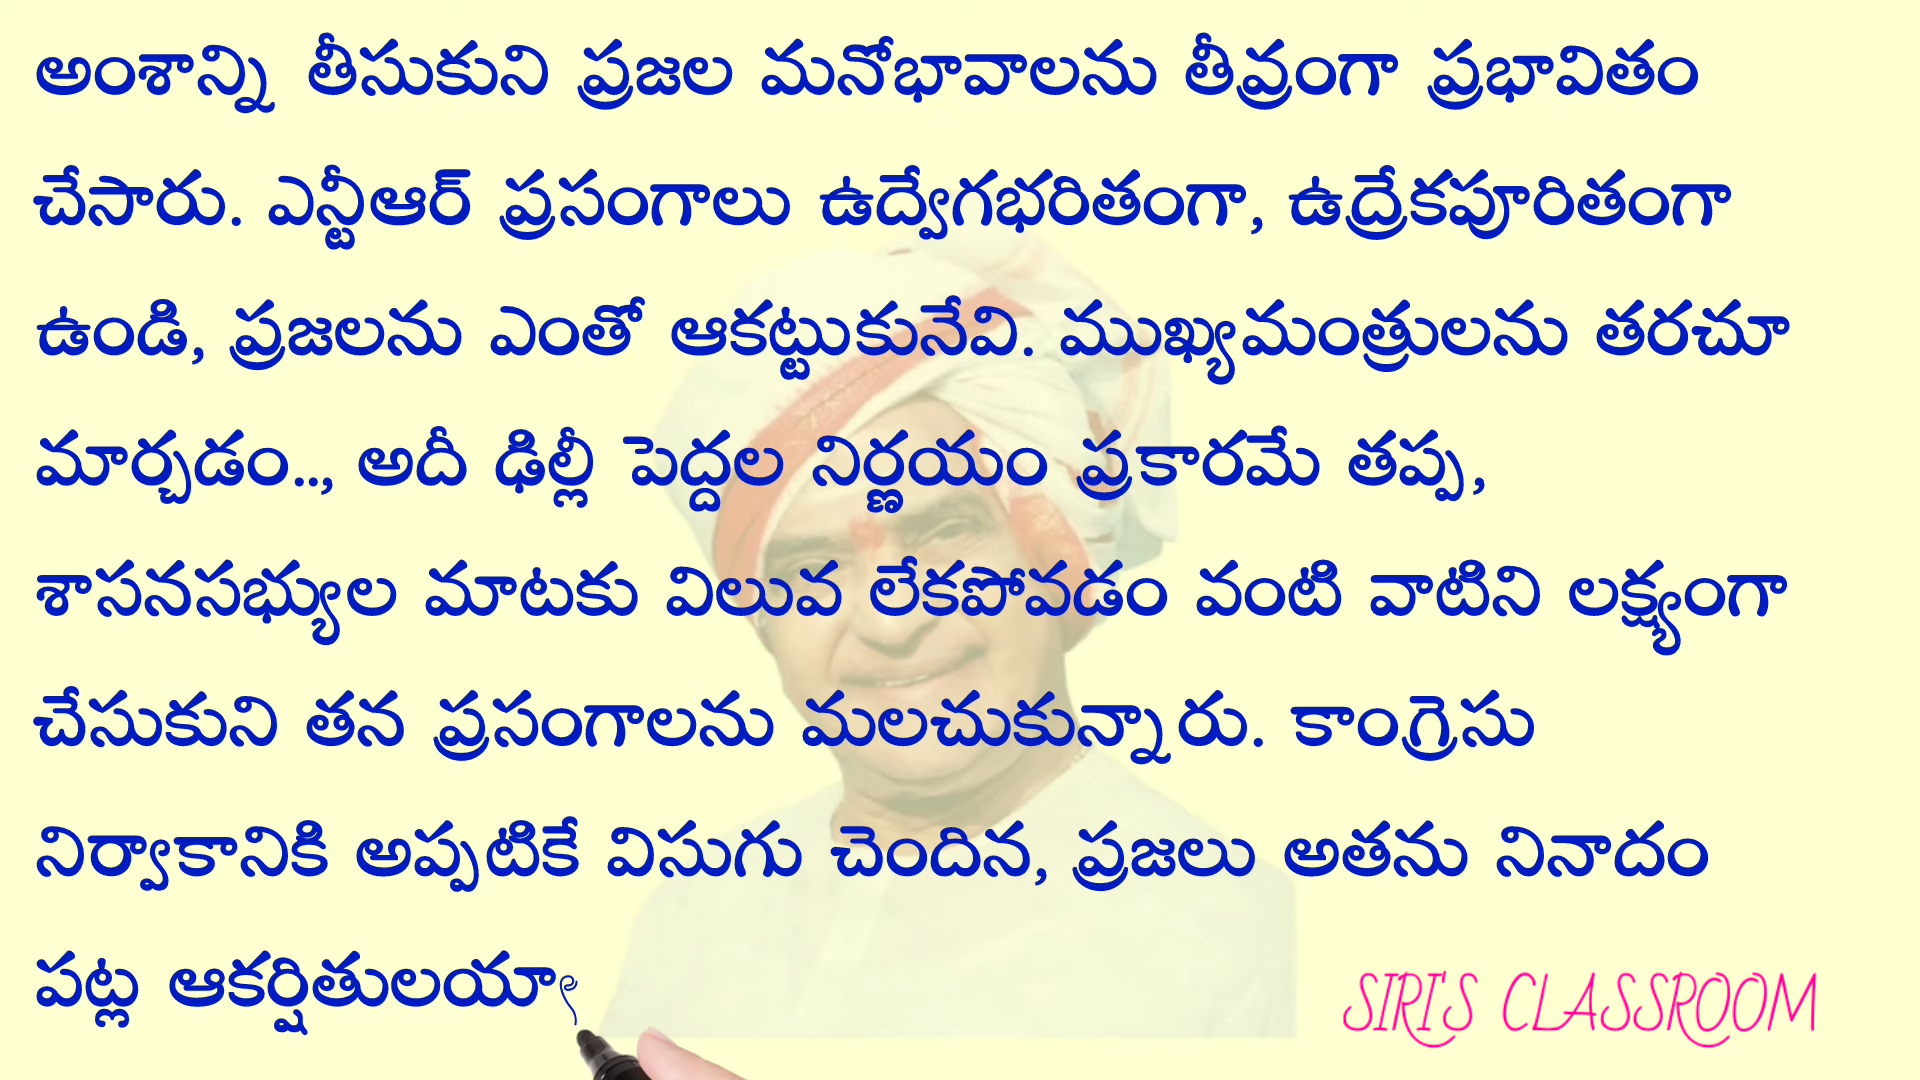 అంశాన్ని తీసుకుని ప్రజల మనోభావాలను తీవ్రంగా ప్రభావితం
చేసారు. ఎన్టీఆర్ ప్రసంగాలు ఉద్వేగభరితంగా, ఉద్రేకపూరితంగా
ఉండి, ప్రజలను ఎంతో ఆకట్టుకునేవి. ముఖ్యమంత్రులను తరచూ
మార్చడం.., అదీ ఢిల్లీ పెద్దల నిర్ణయం ప్రకారమే తప్ప,
శాసనసభ్యుల మాటకు విలువ లేకపోవడం వంటి వాటిని లక్ష్యంగా
చేసుకుని తన ప్రసంగాలను మలచుకున్నారు. కాంగ్రెసు
నిర్వాకానికి అప్పటికే విసుగు చెందిన, ప్రజలు అతను నినాదం
పట్ల ఆకర్షితులయా
SIRI'S CLASSROOM